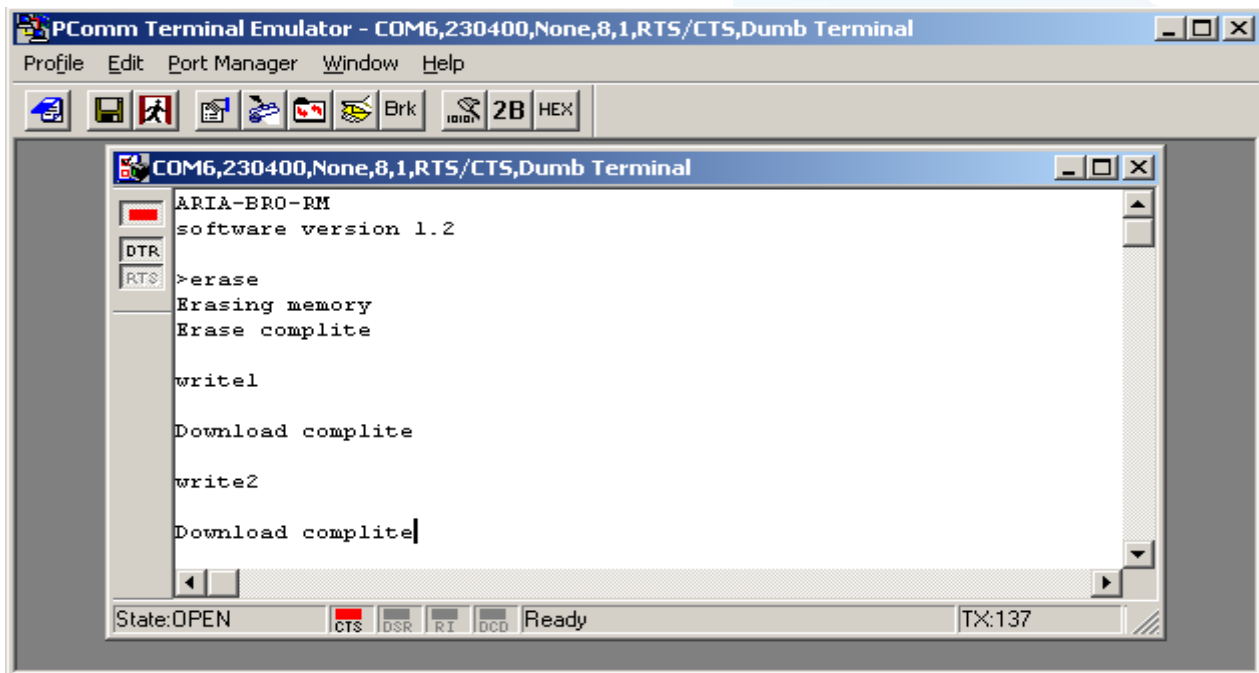 PComm Terminal Emulator - COM6,230400,None,8,1,RTS/CTS,Dumb Terminal
Profile Edit Port Manager Window Help
Brk 10101 2B HEX
COM6,230400,None,8,1,RTS/CTS,Dumb Terminal
ARIA-BRO-RM
software version 1.2
DTR
RTS
>erase
Erasing memory
Erase complite
write1
Download complite
write2
Download complite
State:OPEN CTS DSR RI DCD Ready TX:137